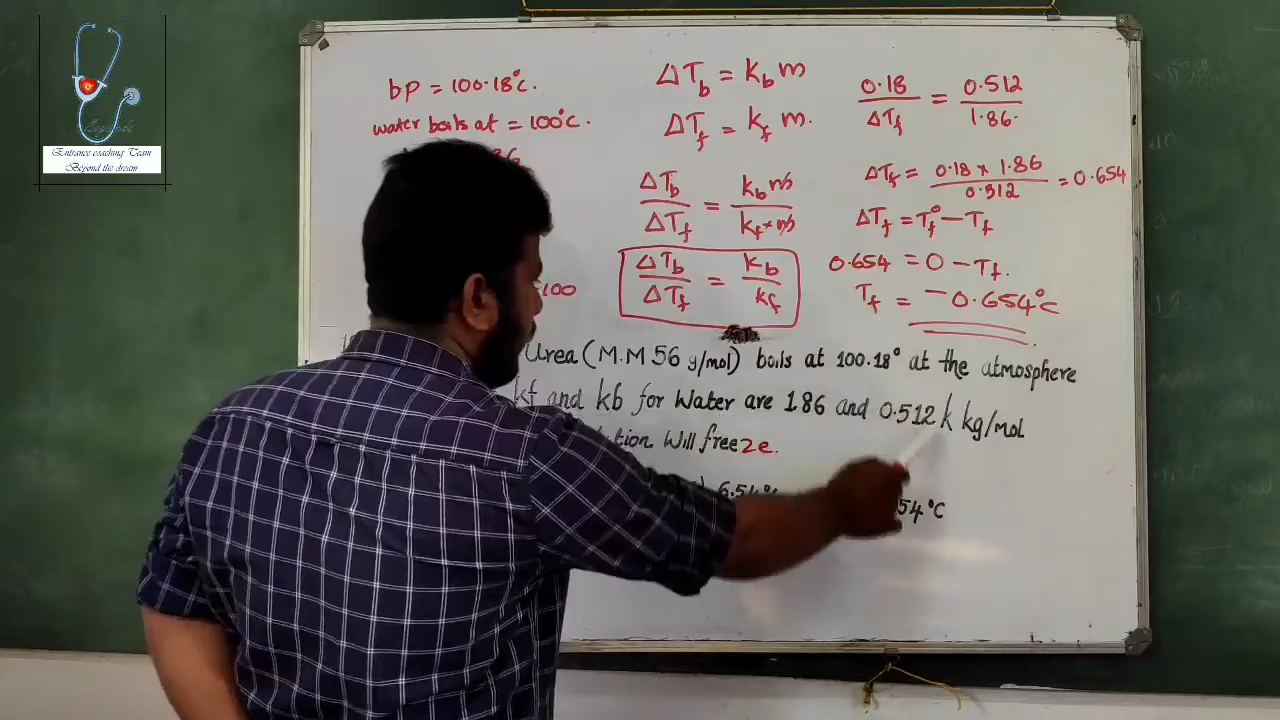 Entrance coaching Team
Beyond the dream
bp = 100.18°c.
water boils at = 100°c.
86
= 100
ΔTb = kb m
ΔTf = kf m.
ΔTb / ΔTf = kb m / kf × m
ΔTb / ΔTf = kb / kf
0.18 / ΔTf = 0.512 / 1.86.
ΔTf = 0.18 × 1.86 / 0.512 = 0.654
ΔTf = Tf° − Tf
0.654 = 0 − Tf.
Tf = −0.654°c
Urea (M.M 56 g/mol) boils at 100.18° at the atmosphere
kf and kb for Water are 1.86 and 0.512 k kg/mol
ution Will freeze.
6.54°
54°C